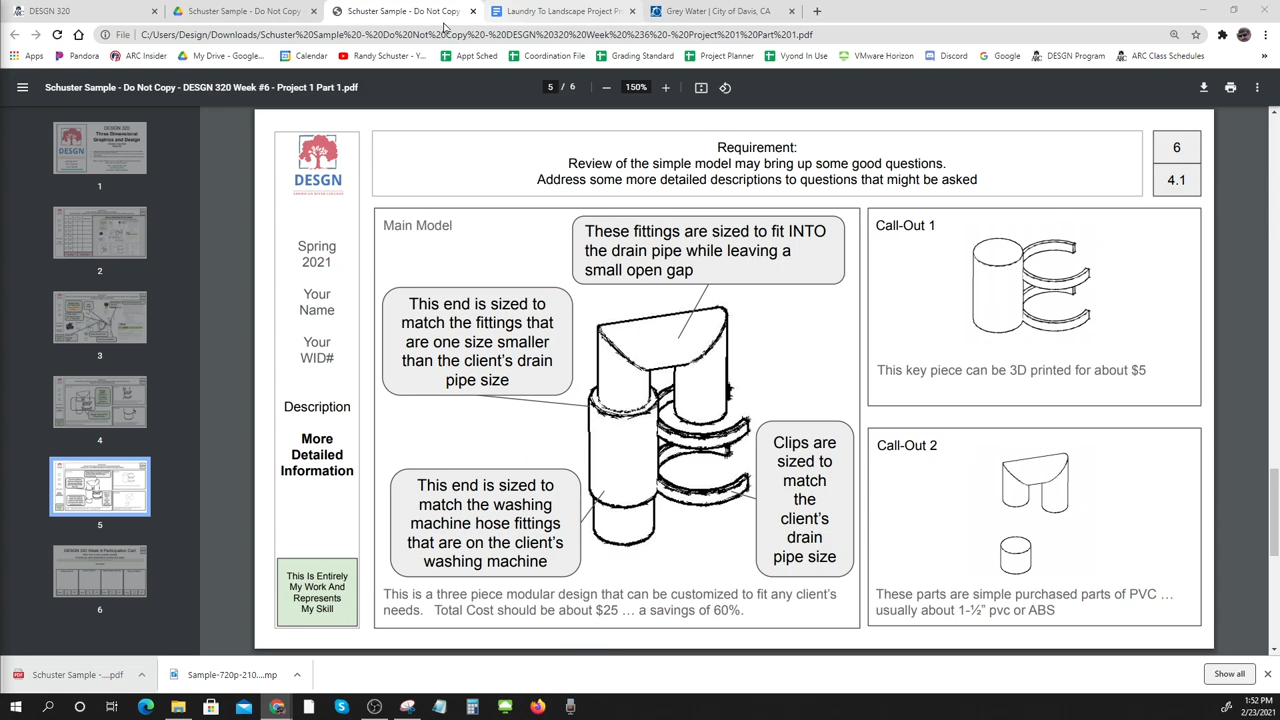 DESGN 320
Schuster Sample - Do Not Copy
Schuster Sample - Do Not Copy
Laundry To Landscape Project Pr
Grey Water | City of Davis, CA
File
C:/Users/Design/Downloads/Schuster%20Sample%20-%20Do%20Not%20Copy%20-%20DESGN%20320%20Week%20%236%20-%20Project%201%20Part%201.pdf
Apps
Pandora
ARC Insider
My Drive - Google...
Calendar
Randy Schuster - Y...
Appt Sched
Coordination File
Grading Standard
Project Planner
Vyond In Use
VMware Horizon
Discord
Google
DESGN Program
ARC Class Schedules
Schuster Sample - Do Not Copy - DESGN 320 Week #6 - Project 1 Part 1.pdf
5 / 6
150%
1
2
3
4
5
6
DESGN
AMERICAN RIVER COLLEGE
Spring
2021
Your
Name
Your
WID#
Description
More
Detailed
Information
This Is Entirely
My Work And
Represents
My Skill
Requirement:
Review of the simple model may bring up some good questions.
Address some more detailed descriptions to questions that might be asked
6
4.1
Main Model
These fittings are sized to fit INTO
the drain pipe while leaving a
small open gap
This end is sized to
match the fittings that
are one size smaller
than the client's drain
pipe size
This end is sized to
match the washing
machine hose fittings
that are on the client's
washing machine
Clips are
sized to
match
the
client's
drain
pipe size
This is a three piece modular design that can be customized to fit any client's
needs. Total Cost should be about $25 … a savings of 60%.
Call-Out 1
This key piece can be 3D printed for about $5
Call-Out 2
These parts are simple purchased parts of PVC …
usually about 1-½" pvc or ABS
Schuster Sample -....pdf
Sample-720p-210....mp
Show all
1:52 PM
2/23/2021